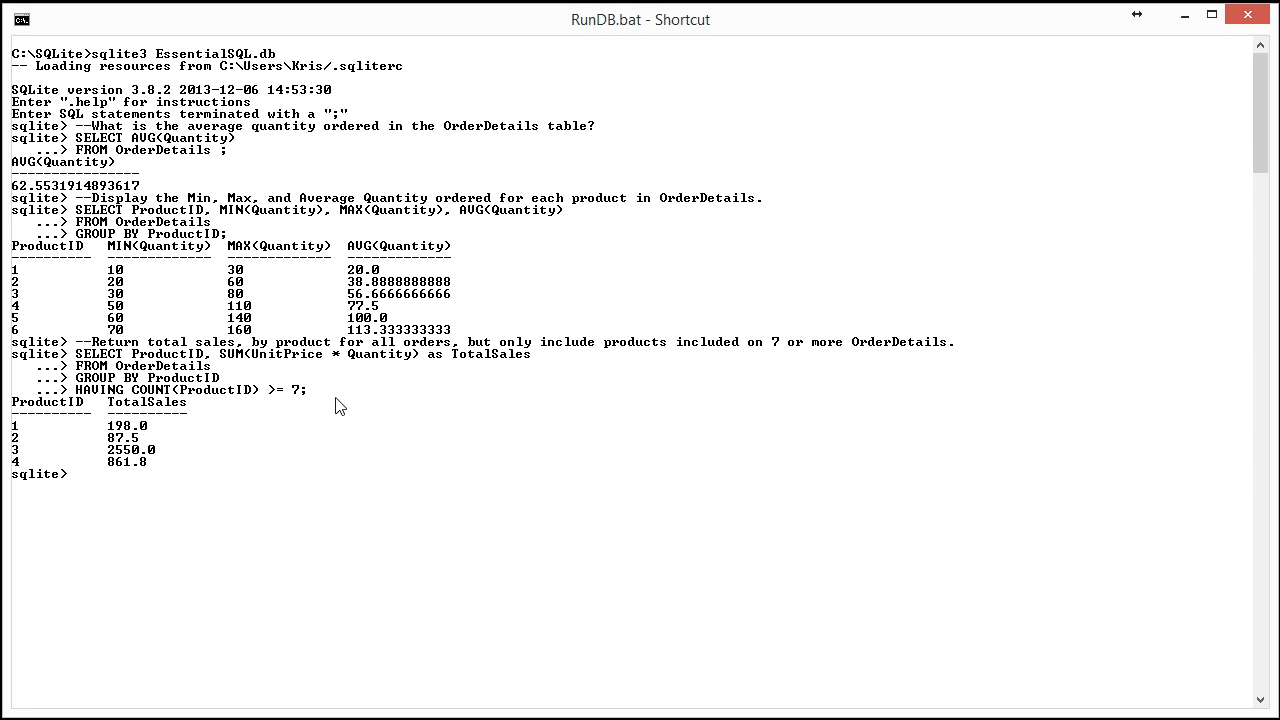 RunDB.bat - Shortcut
C:\SQLite>sqlite3 EssentialSQL.db
-- Loading resources from C:\Users\Kris/.sqliterc
SQLite version 3.8.2 2013-12-06 14:53:30
Enter ".help" for instructions
Enter SQL statements terminated with a ";"
sqlite> --What is the average quantity ordered in the OrderDetails table?
sqlite> SELECT AVG(Quantity)
   ...> FROM OrderDetails ;
AVG(Quantity)
----------------
62.5531914893617
sqlite> --Display the Min, Max, and Average Quantity ordered for each product in OrderDetails.
sqlite> SELECT ProductID, MIN(Quantity), MAX(Quantity), AVG(Quantity)
   ...> FROM OrderDetails
   ...> GROUP BY ProductID;
ProductID   MIN(Quantity)  MAX(Quantity)  AVG(Quantity)
----------  -------------  -------------  -------------
1           10             30             20.0
2           20             60             38.8888888888
3           30             80             56.6666666666
4           50             110            77.5
5           60             140            100.0
6           70             160            113.333333333
sqlite> --Return total sales, by product for all orders, but only include products included on 7 or more OrderDetails.
sqlite> SELECT ProductID, SUM(UnitPrice * Quantity) as TotalSales
   ...> FROM OrderDetails
   ...> GROUP BY ProductID
   ...> HAVING COUNT(ProductID) >= 7;
ProductID   TotalSales
----------  ----------
1           198.0
2           87.5
3           2550.0
4           861.8
sqlite>